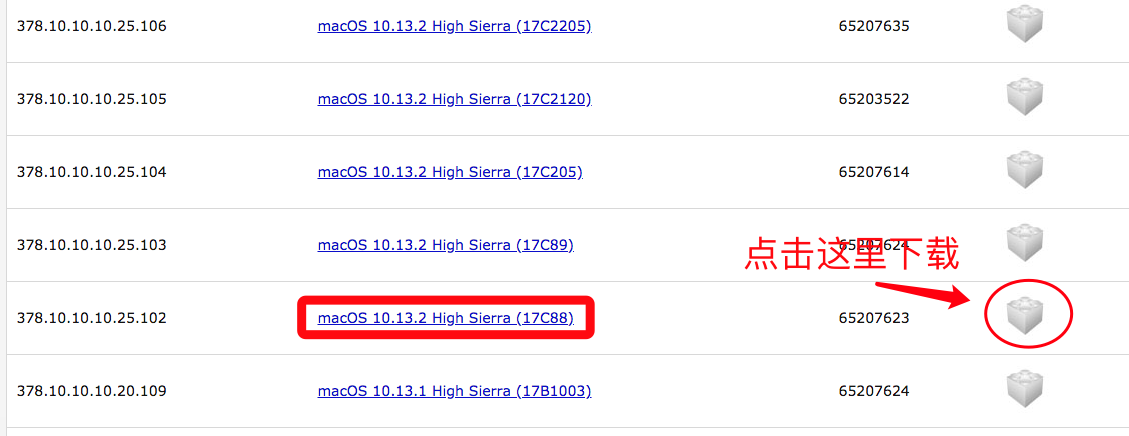 378.10.10.10.25.106 macOS 10.13.2 High Sierra (17C2205) 65207635
378.10.10.10.25.105 macOS 10.13.2 High Sierra (17C2120) 65203522
378.10.10.10.25.104 macOS 10.13.2 High Sierra (17C205) 65207614
378.10.10.10.25.103 macOS 10.13.2 High Sierra (17C89) 65207624
点击这里下载
378.10.10.10.25.102 macOS 10.13.2 High Sierra (17C88) 65207623
378.10.10.10.20.109 macOS 10.13.1 High Sierra (17B1003) 65207624